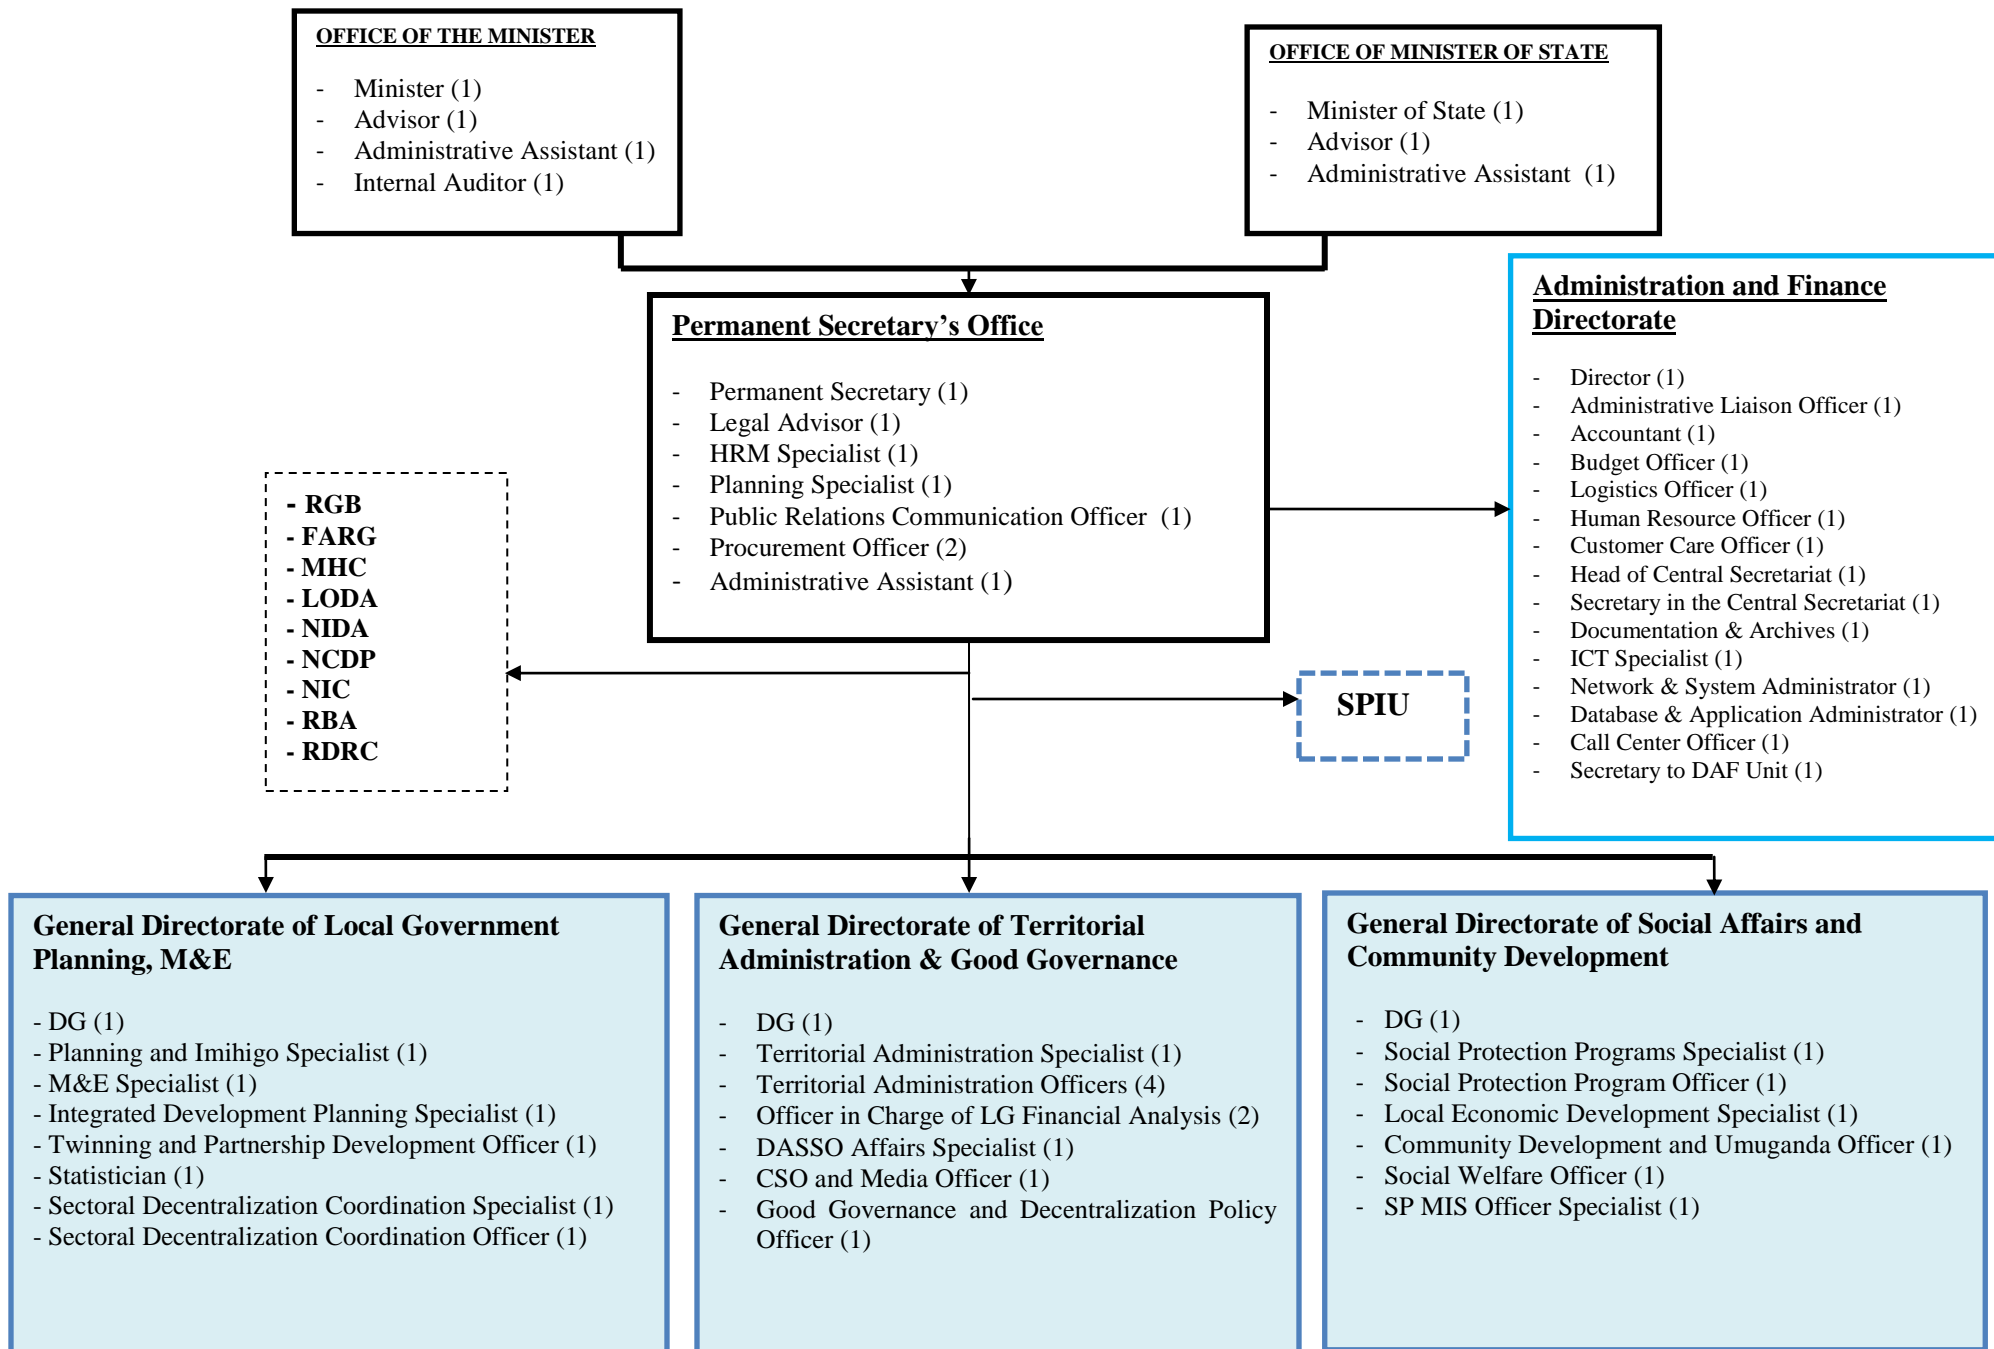 OFFICE OF THE MINISTER
- Minister (1)
- Advisor (1)
- Administrative Assistant (1)
- Internal Auditor (1)
OFFICE OF MINISTER OF STATE
- Minister of State (1)
- Advisor (1)
- Administrative Assistant (1)
Permanent Secretary’s Office
- Permanent Secretary (1)
- Legal Advisor (1)
- HRM Specialist (1)
- Planning Specialist (1)
- Public Relations Communication Officer (1)
- Procurement Officer (2)
- Administrative Assistant (1)
Administration and Finance
Directorate
- Director (1)
- Administrative Liaison Officer (1)
- Accountant (1)
- Budget Officer (1)
- Logistics Officer (1)
- Human Resource Officer (1)
- Customer Care Officer (1)
- Head of Central Secretariat (1)
- Secretary in the Central Secretariat (1)
- Documentation & Archives (1)
- ICT Specialist (1)
- Network & System Administrator (1)
- Database & Application Administrator (1)
- Call Center Officer (1)
- Secretary to DAF Unit (1)
- RGB
- FARG
- MHC
- LODA
- NIDA
- NCDP
- NIC
- RBA
- RDRC
SPIU
General Directorate of Local Government
Planning, M&E
- DG (1)
- Planning and Imihigo Specialist (1)
- M&E Specialist (1)
- Integrated Development Planning Specialist (1)
- Twinning and Partnership Development Officer (1)
- Statistician (1)
- Sectoral Decentralization Coordination Specialist (1)
- Sectoral Decentralization Coordination Officer (1)
General Directorate of Territorial
Administration & Good Governance
- DG (1)
- Territorial Administration Specialist (1)
- Territorial Administration Officers (4)
- Officer in Charge of LG Financial Analysis (2)
- DASSO Affairs Specialist (1)
- CSO and Media Officer (1)
- Good Governance and Decentralization Policy
Officer (1)
General Directorate of Social Affairs and
Community Development
- DG (1)
- Social Protection Programs Specialist (1)
- Social Protection Program Officer (1)
- Local Economic Development Specialist (1)
- Community Development and Umuganda Officer (1)
- Social Welfare Officer (1)
- SP MIS Officer Specialist (1)